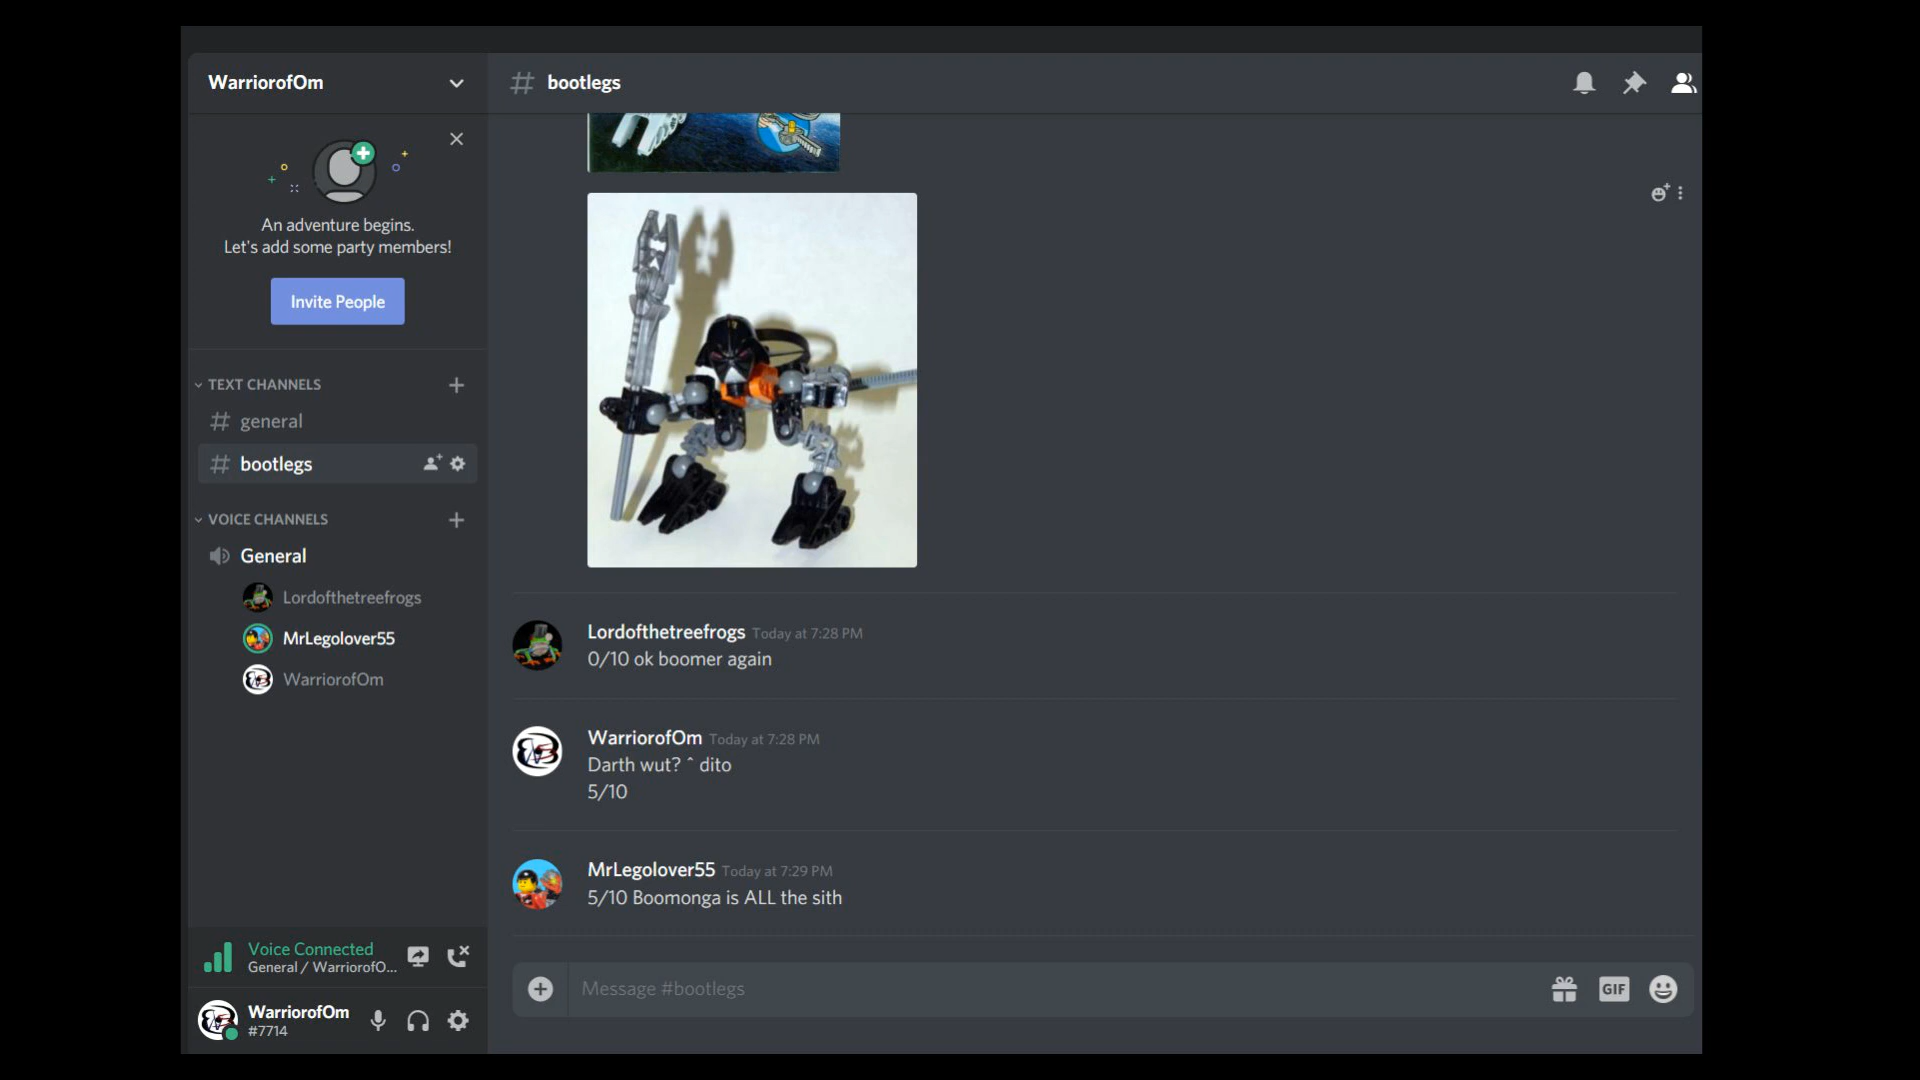 WarriorofOm
# bootlegs
An adventure begins.
Let's add some party members!
Invite People
TEXT CHANNELS
# general
# bootlegs
VOICE CHANNELS
General
Lordofthetreefrogs
MrLegolover55
WarriorofOm
Voice Connected
General / WarriorofO...
WarriorofOm
#7714
Lordofthetreefrogs Today at 7:28 PM
0/10 ok boomer again
WarriorofOm Today at 7:28 PM
Darth wut? ^ dito
5/10
MrLegolover55 Today at 7:29 PM
5/10 Boomonga is ALL the sith
Message #bootlegs
GIF